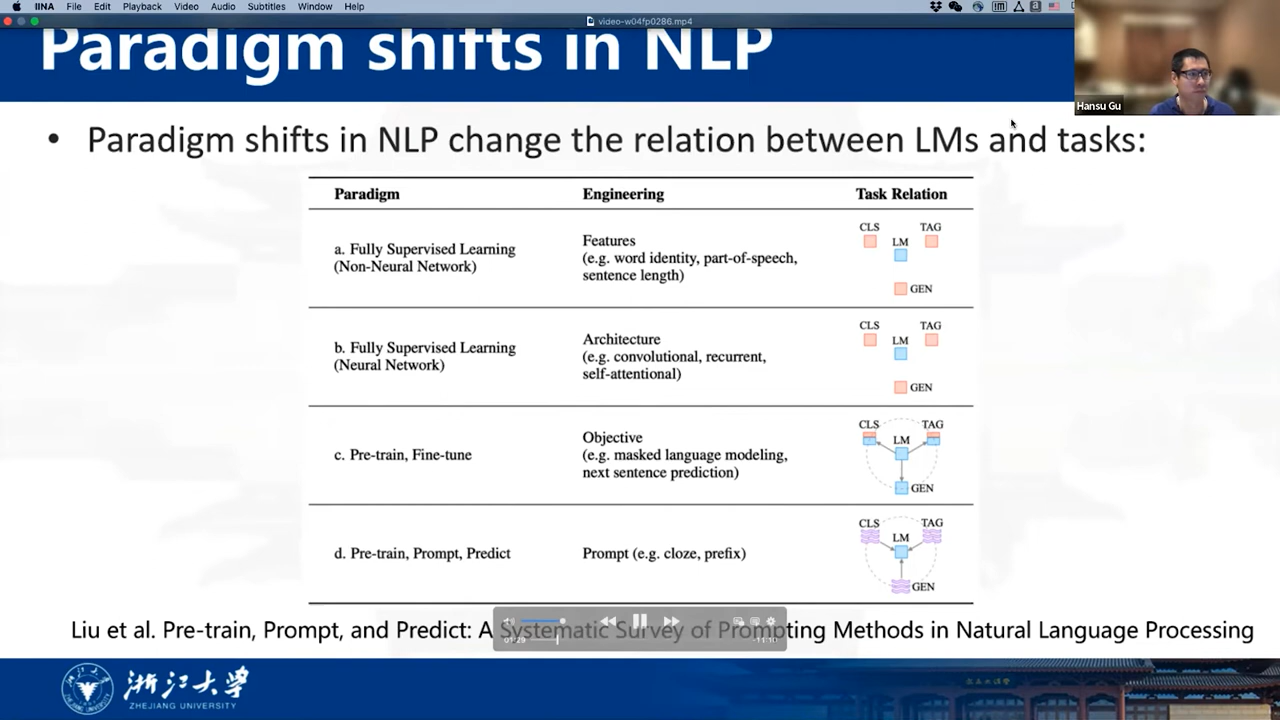 IINA File Edit Playback Video Audio Subtitles Window Help
video-w04fp0286.mp4
Paradigm shifts in NLP
Hansu Gu
• Paradigm shifts in NLP change the relation between LMs and tasks:
Paradigm Engineering Task Relation
a. Fully Supervised Learning
(Non-Neural Network)
Features
(e.g. word identity, part-of-speech,
sentence length)
CLS TAG
LM
GEN
b. Fully Supervised Learning
(Neural Network)
Architecture
(e.g. convolutional, recurrent,
self-attentional)
CLS TAG
LM
GEN
c. Pre-train, Fine-tune
Objective
(e.g. masked language modeling,
next sentence prediction)
CLS TAG
LM
GEN
d. Pre-train, Prompt, Predict
Prompt (e.g. cloze, prefix)
CLS TAG
LM
GEN
Liu et al. Pre-train, Prompt, and Predict: A Systematic Survey of Prompting Methods in Natural Language Processing
01:29
浙江大学
ZHEJIANG UNIVERSITY